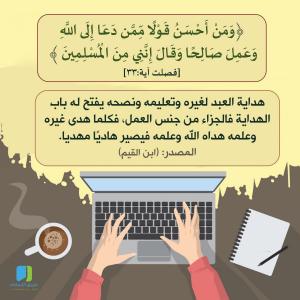 ﴿وَمَنْ أَحْسَنُ قَوْلًا مِّمَّن دَعَا إِلَى اللَّهِ
وَعَمِلَ صَالِحًا وَقَالَ إِنَّنِي مِنَ الْمُسْلِمِينَ ﴾
[فصلت آية:٣٣]
هداية العبد لغيره وتعليمه ونصحه يفتح له باب
الهداية فالجزاء من جنس العمل، فكلما هدى غيره
وعلمه هداه الله وعلمه فيصير هاديًا مهديا.
المصدر: (ابن القيم)